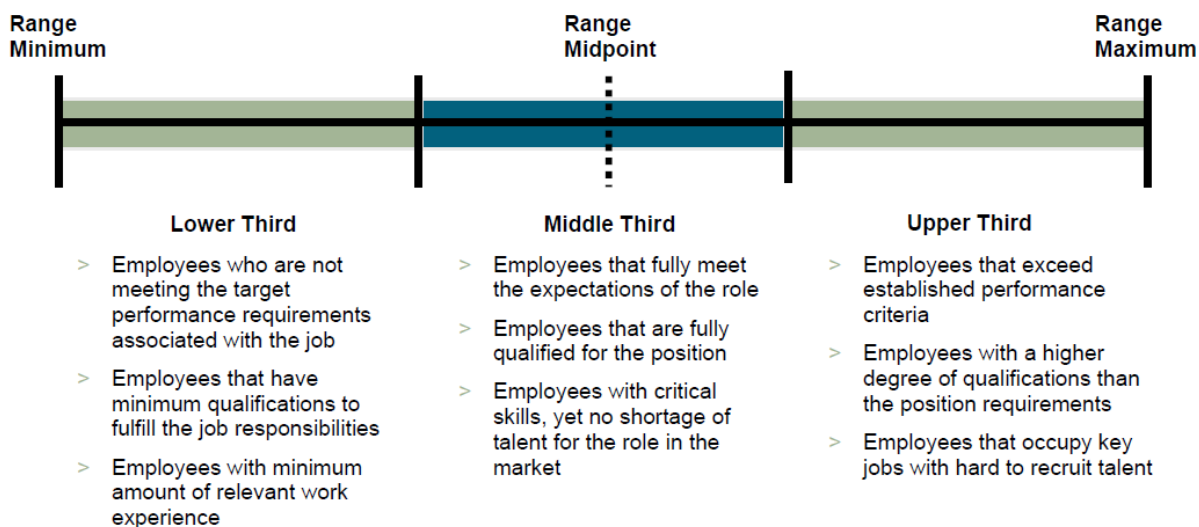 Range
Minimum
Range
Midpoint
Range
Maximum
Lower Third
> Employees who are not
meeting the target
performance requirements
associated with the job
> Employees that have
minimum qualifications to
fulfill the job responsibilities
> Employees with minimum
amount of relevant work
experience
Middle Third
> Employees that fully meet
the expectations of the role
> Employees that are fully
qualified for the position
> Employees with critical
skills, yet no shortage of
talent for the role in the
market
Upper Third
> Employees that exceed
established performance
criteria
> Employees with a higher
degree of qualifications than
the position requirements
> Employees that occupy key
jobs with hard to recruit talent